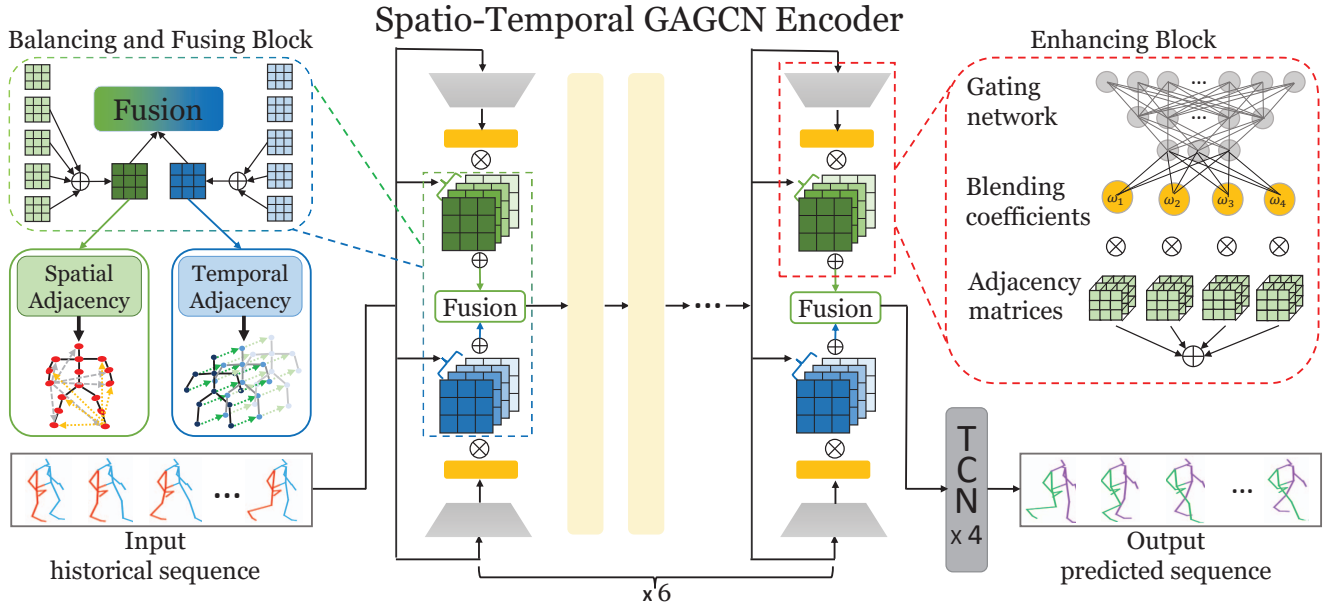 Spatio-Temporal GAGCN Encoder
Balancing and Fusing Block
Fusion
Spatial
Adjacency
Temporal
Adjacency
...
Input
historical sequence
Fusion
...
Fusion
x 6
Enhancing Block
Gating
network
...
...
Blending
coefficients
ω1 ω2 ω3 ω4
Adjacency
matrices
T
C
N
x 4
...
Output
predicted sequence